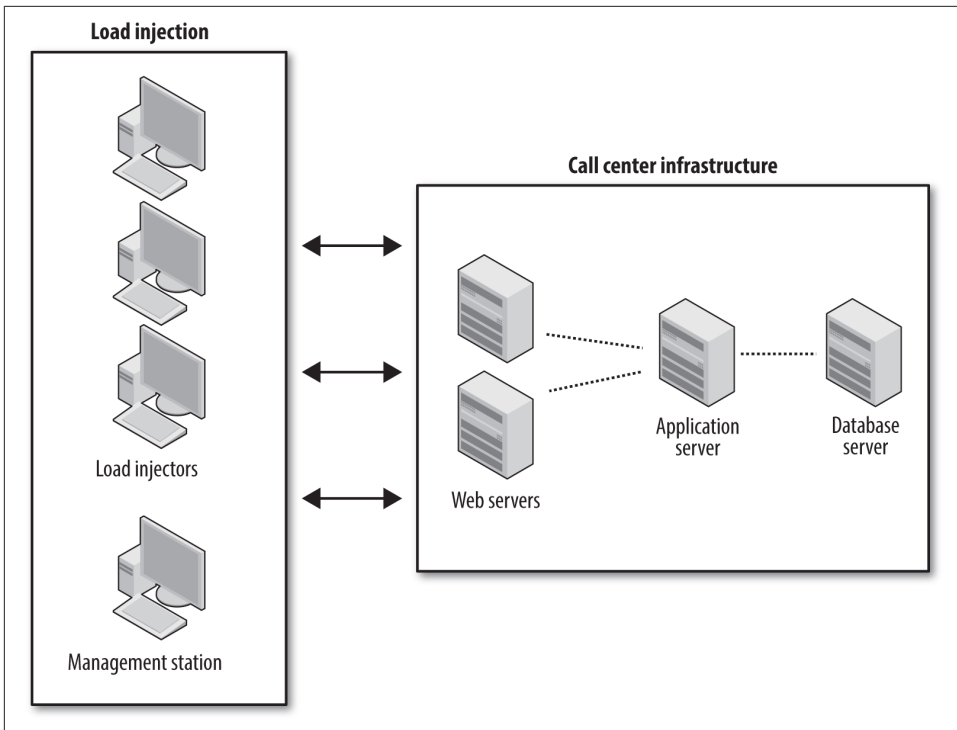 Load injection
Load injectors
Management station
Call center infrastructure
Web servers
Application
server
Database
server